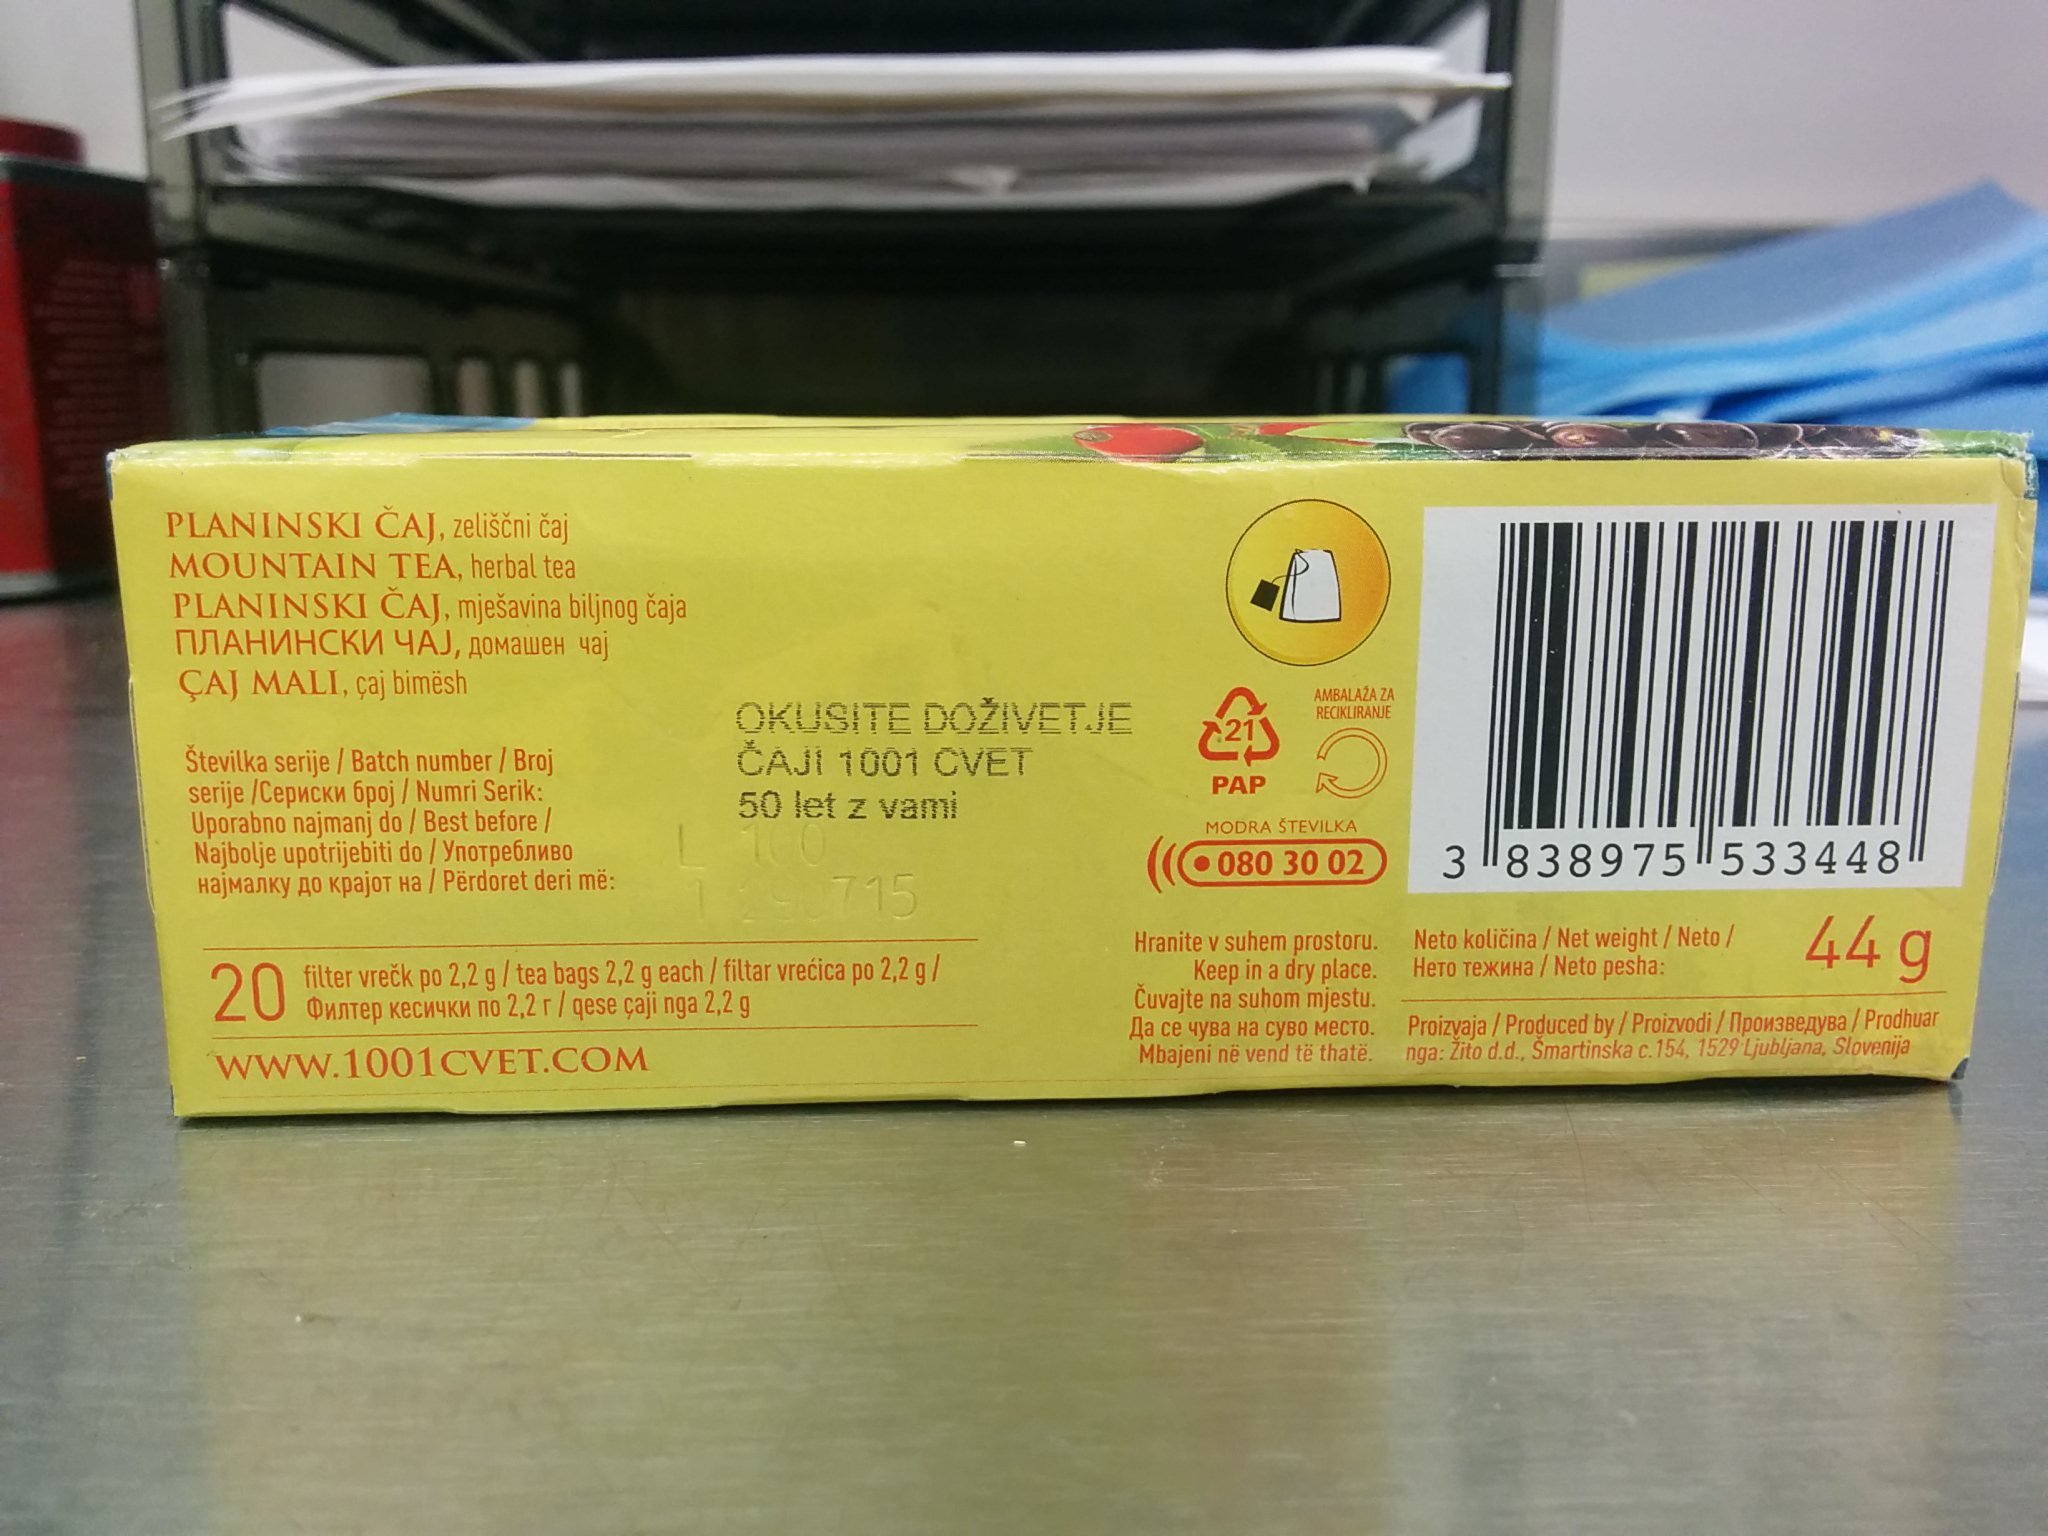 PLANINSKI ČAJ, zeliščni čaj
MOUNTAIN TEA, herbal tea
PLANINSKI ČAJ, mješavina biljnog čaja
ПЛАНИНСКИ ЧАЈ, домашен чај
ÇAJ MALI, çaj bimësh
Številka serije / Batch number / Broj
serije /Сериски број / Numri Serik:
Uporabno najmanj do / Best before /
Najbolje upotrijebiti do / Употребливо
најмалку до крајот на / Përdoret deri më:
OKUSITE DOŽIVETJE
ČAJI 1001 CVET
50 let z vami
L 100
715
20 filter vrečk po 2,2 g / tea bags 2,2 g each / filtar vrećica po 2,2 g /
Филтер кесички по 2,2 г / qese çaji nga 2,2 g
WWW.1001CVET.COM
21
PAP
AMBALAŽA ZA
RECIKLIRANJE
MODRA ŠTEVILKA
080 30 02
Hranite v suhem prostoru.
Keep in a dry place.
Čuvajte na suhom mjestu.
Да се чува на суво место.
Mbajeni në vend të thatë.
3 838975 533448
Neto količina / Net weight / Neto /
Нето тежина / Neto pesha:
44 g
Proizvaja / Produced by / Proizvodi / Произведува / Prodhuar
nga: Žito d.d., Šmartinska c. 154, 1529 Ljubljana, Slovenija